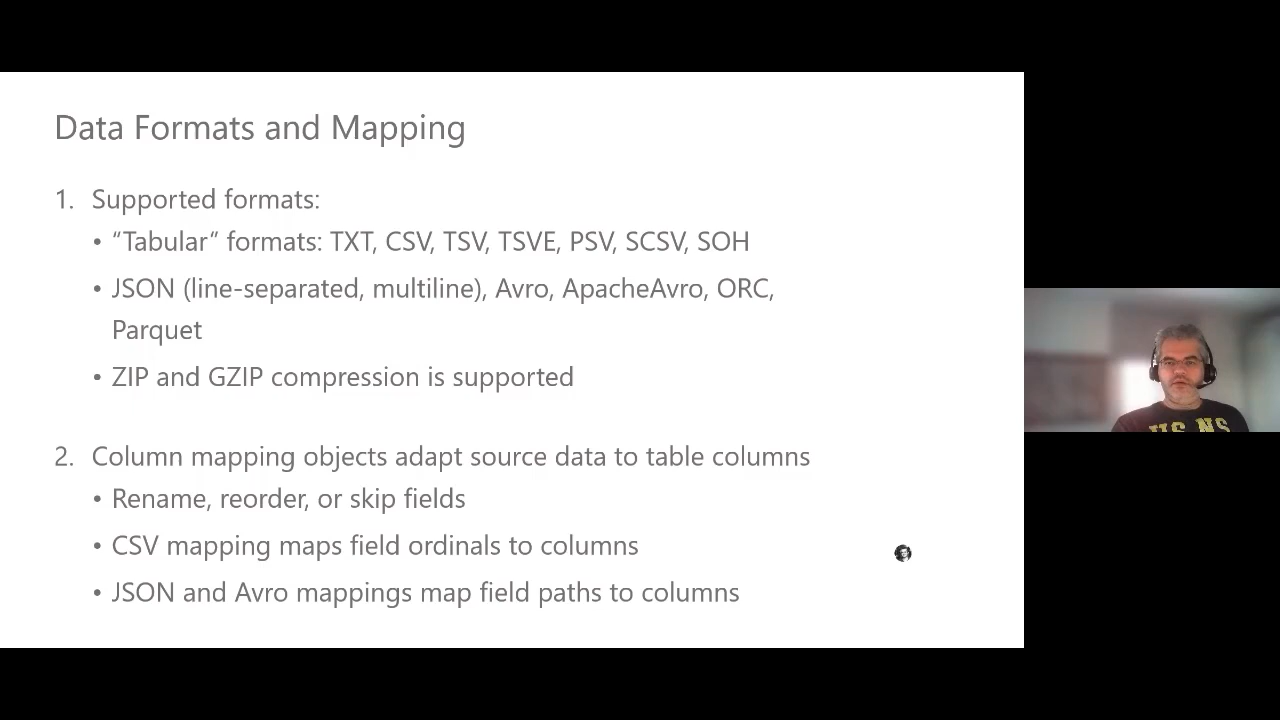 Data Formats and Mapping
1. Supported formats:
• “Tabular” formats: TXT, CSV, TSV, TSVE, PSV, SCSV, SOH
• JSON (line-separated, multiline), Avro, ApacheAvro, ORC,
Parquet
• ZIP and GZIP compression is supported
2. Column mapping objects adapt source data to table columns
• Rename, reorder, or skip fields
• CSV mapping maps field ordinals to columns
• JSON and Avro mappings map field paths to columns